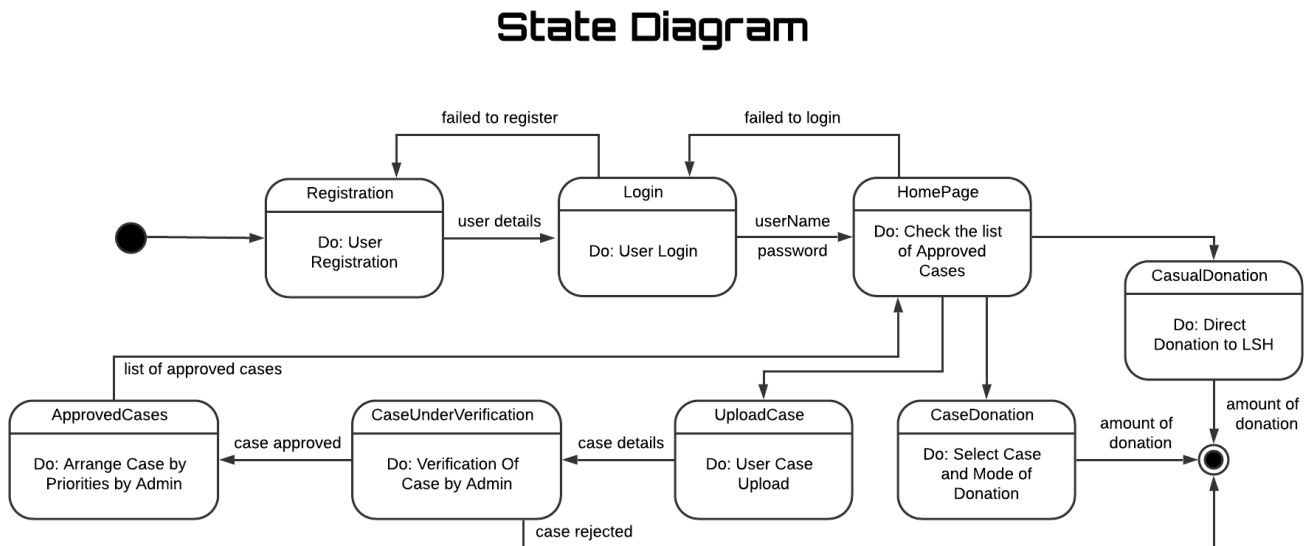 State Diagram
failed to register
failed to login
Registration
Do: User
Registration
user details
Login
Do: User Login
userName
password
HomePage
Do: Check the list
of Approved
Cases
CasualDonation
Do: Direct
Donation to LSH
list of approved cases
amount of
donation
ApprovedCases
Do: Arrange Case by
Priorities by Admin
case approved
CaseUnderVerification
Do: Verification Of
Case by Admin
case details
UploadCase
Do: User Case
Upload
CaseDonation
Do: Select Case
and Mode of
Donation
amount of
donation
case rejected